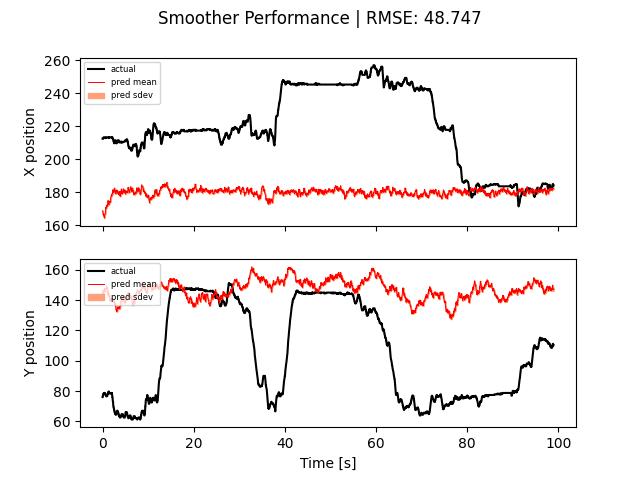 Smoother Performance | RMSE: 48.747
260
240
220
200
180
160
X position
actual
pred mean
pred sdev
160
140
120
100
80
60
Y position
actual
pred mean
pred sdev
0 20 40 60 80 100
Time [s]